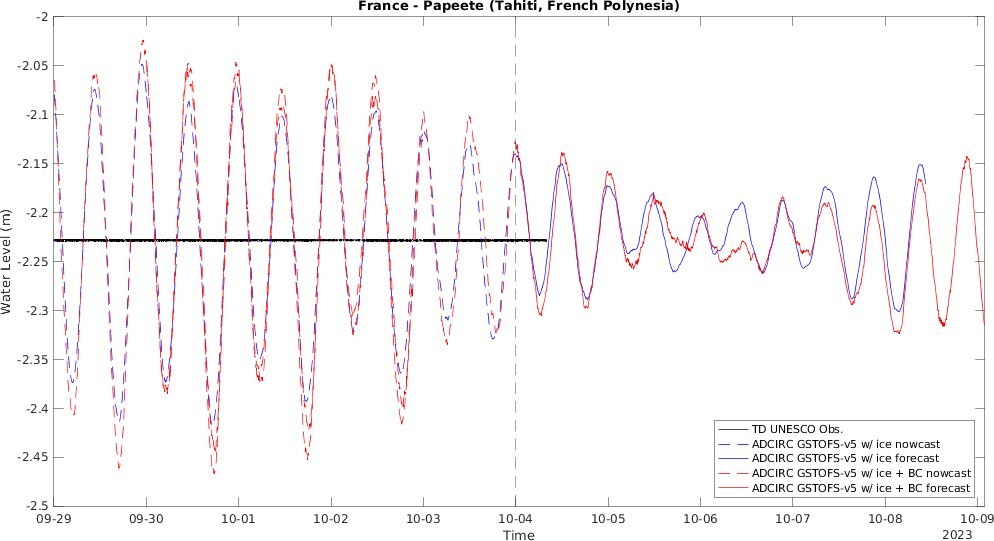 France - Papeete (Tahiti, French Polynesia)
-2
-2.05
-2.1
-2.15
-2.2
-2.25
-2.3
-2.35
-2.4
-2.45
-2.5
Water Level (m)
TD UNESCO Obs.
ADCIRC GSTOFS-v5 w/ ice nowcast
ADCIRC GSTOFS-v5 w/ ice forecast
ADCIRC GSTOFS-v5 w/ ice + BC nowcast
ADCIRC GSTOFS-v5 w/ ice + BC forecast
09-29 09-30 10-01 10-02 10-03 10-04 10-05 10-06 10-07 10-08 10-09
Time
2023